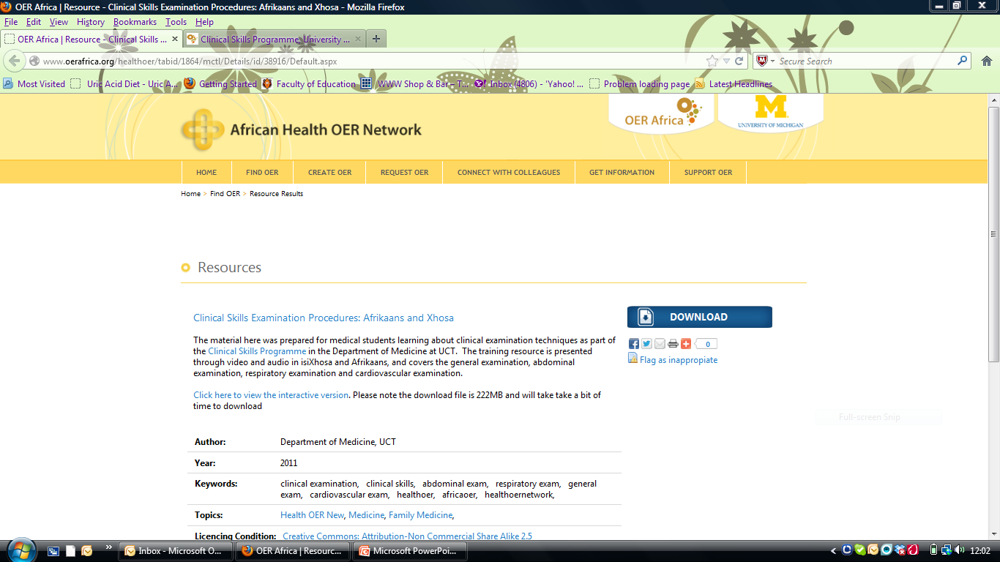 OER Africa | Resource - Clinical Skills Examination Procedures: Afrikaans and Xhosa - Mozilla Firefox
File Edit View History Bookmarks Tools Help
OER Africa | Resource - Clinical Skills ... Clinical Skills Programme, University ...
www.oerafrica.org/healthoer/tabid/1864/mctl/Details/id/38916/Default.aspx Secure Search
Most Visited Uric Acid Diet - Uric A... Getting Started Faculty of Education WWW Shop & Bar – T... Inbox (4806) - 'Yahoo! ... Problem loading page Latest Headlines
African Health OER Network
OER Africa
M
UNIVERSITY OF MICHIGAN
HOME FIND OER CREATE OER REQUEST OER CONNECT WITH COLLEAGUES GET INFORMATION SUPPORT OER
Home > Find OER > Resource Results
Resources
Clinical Skills Examination Procedures: Afrikaans and Xhosa
The material here was prepared for medical students learning about clinical examination techniques as part of
the Clinical Skills Programme in the Department of Medicine at UCT. The training resource is presented
through video and audio in isiXhosa and Afrikaans, and covers the general examination, abdominal
examination, respiratory examination and cardiovascular examination.
Click here to view the interactive version. Please note the download file is 222MB and will take take a bit of
time to download
DOWNLOAD
0
Flag as inappropiate
Full-screen Snip
Author: Department of Medicine, UCT
Year: 2011
Keywords: clinical examination, clinical skills, abdominal exam, respiratory exam, general
exam, cardiovascular exam, healthoer, africaoer, healthoernetwork,
Topics: Health OER New, Medicine, Family Medicine,
Licencing Condition: Creative Commons: Attribution-Non Commercial Share Alike 2.5
Inbox - Microsoft O... OER Africa | Resourc... Microsoft PowerPoi... 12:02